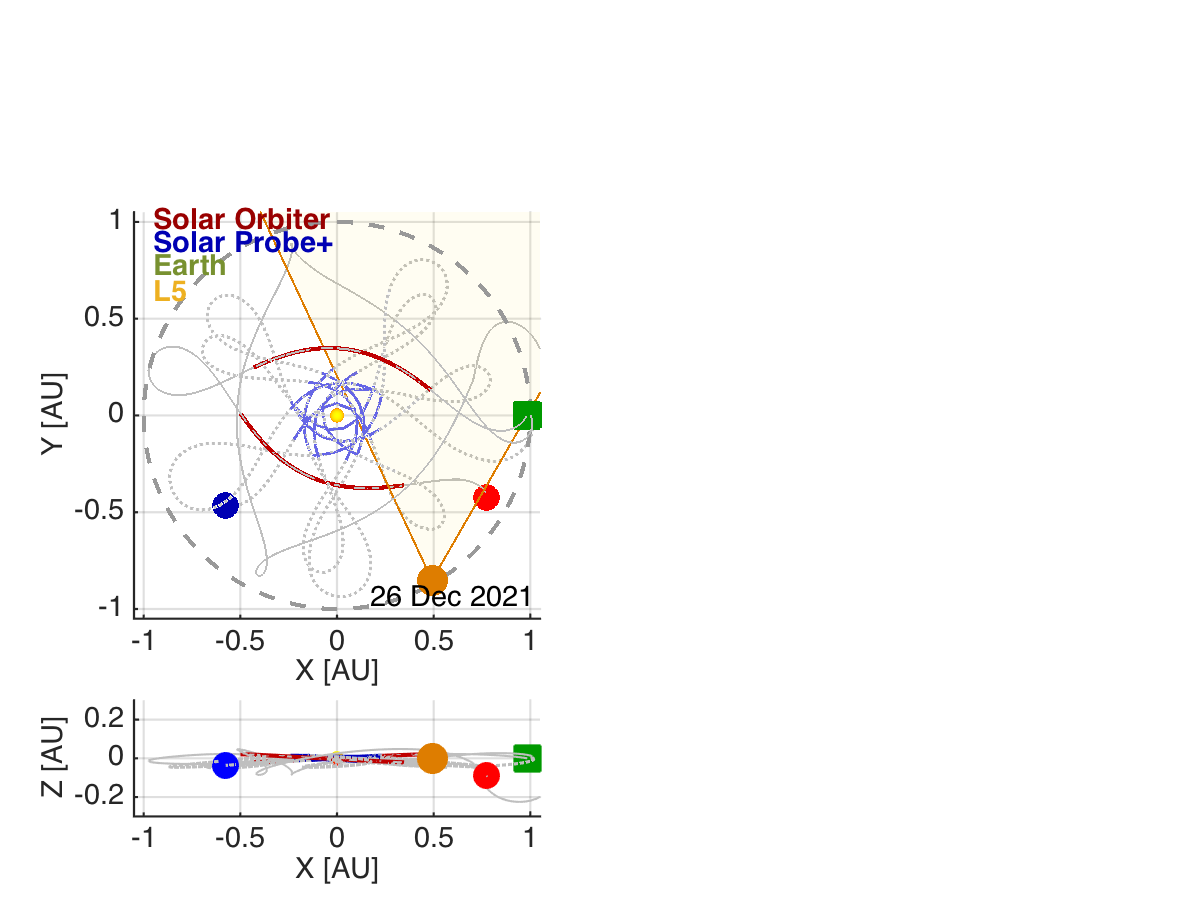 Solar Orbiter
Solar Probe+
Earth
L5
1
0.5
0
-0.5
-1
Y [AU]
26 Dec 2021
-1 -0.5 0 0.5 1
X [AU]
0.2
0
-0.2
Z [AU]
-1 -0.5 0 0.5 1
X [AU]